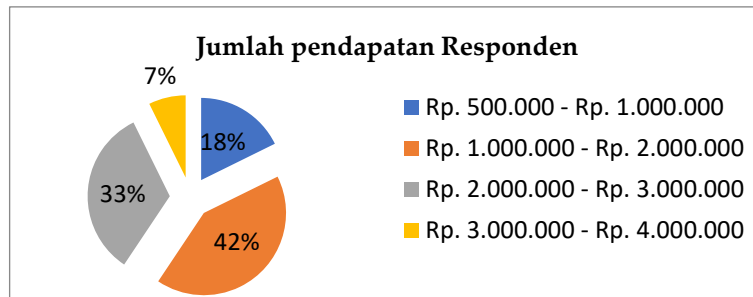 Jumlah pendapatan Responden
7%
18%
33%
42%
Rp. 500.000 - Rp. 1.000.000
Rp. 1.000.000 - Rp. 2.000.000
Rp. 2.000.000 - Rp. 3.000.000
Rp. 3.000.000 - Rp. 4.000.000